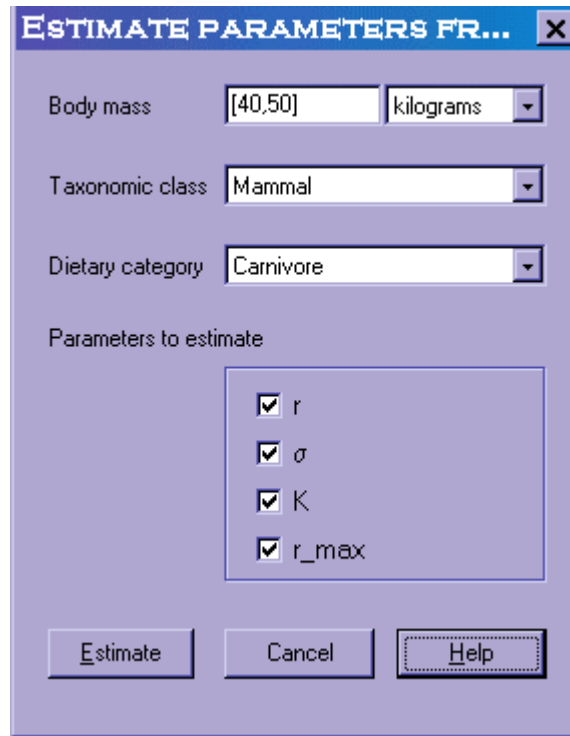 ESTIMATE PARAMETERS FR...
Body mass [40,50] kilograms
Taxonomic class Mammal
Dietary category Carnivore
Parameters to estimate
r
σ
K
r_max
Estimate Cancel Help